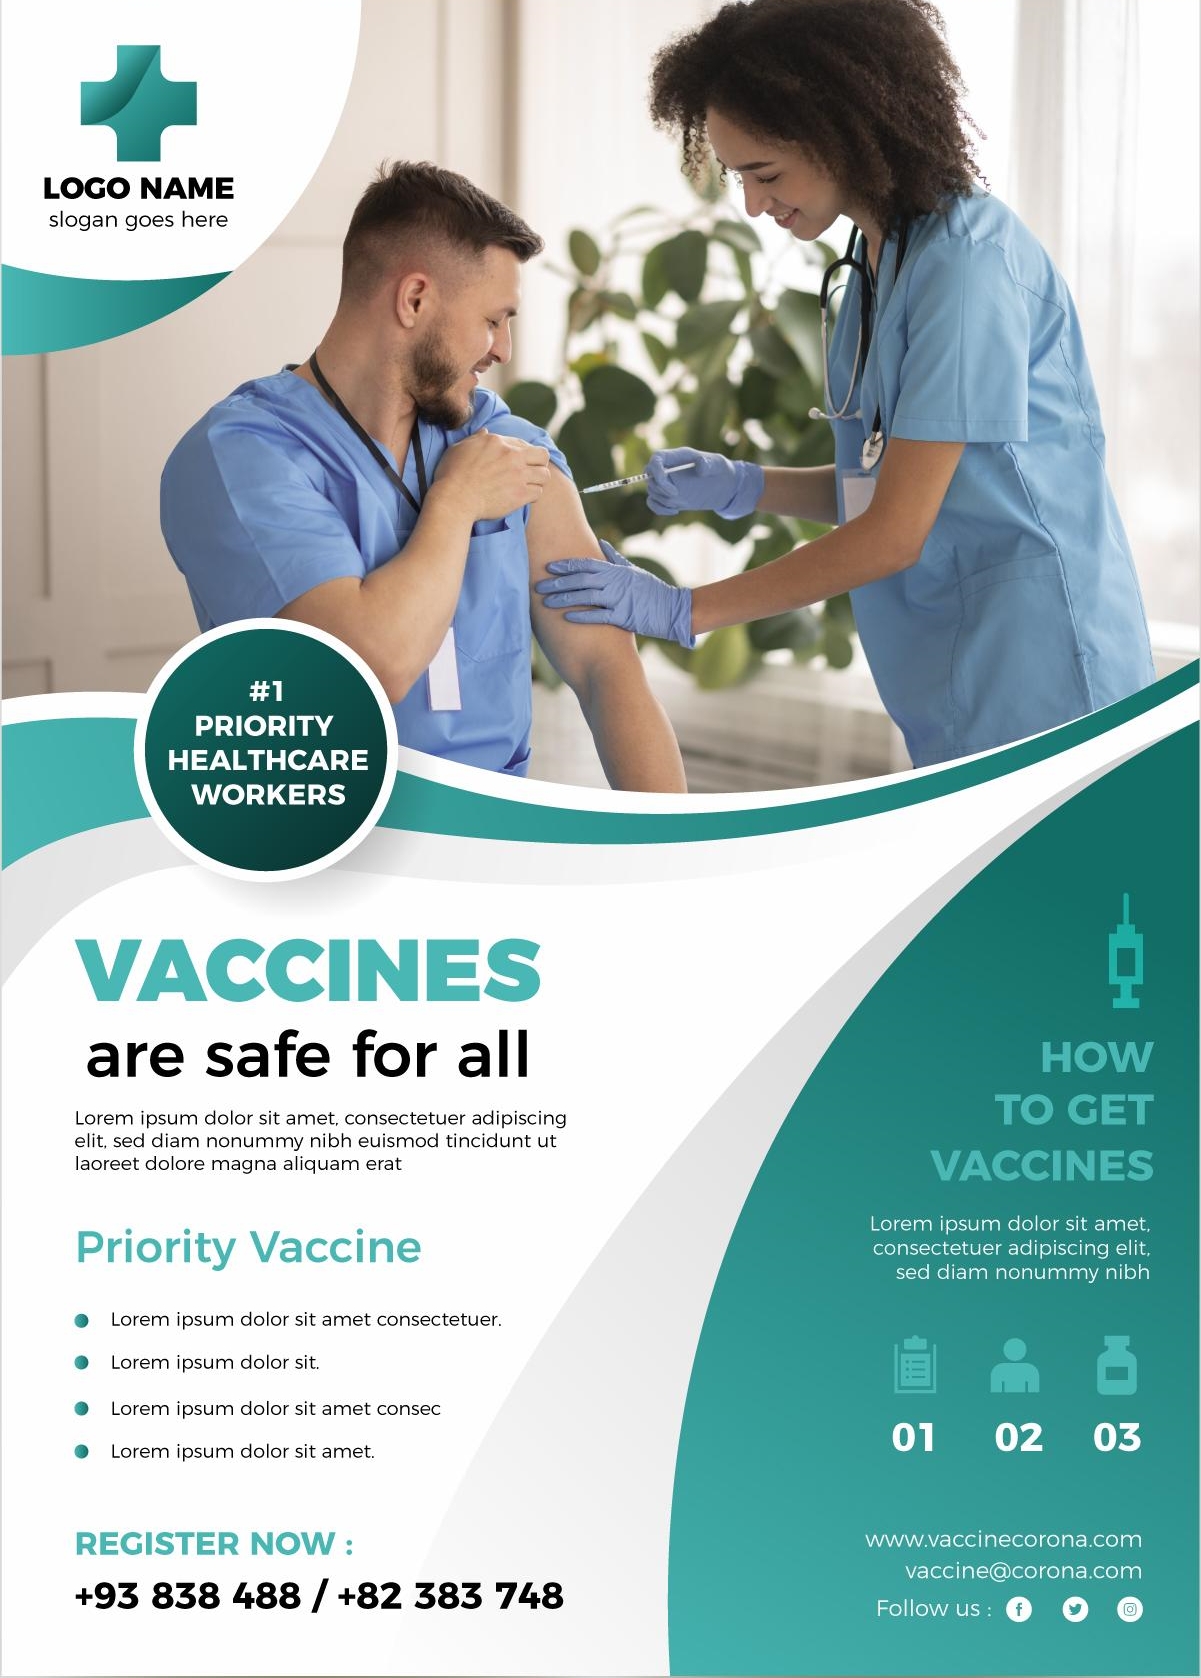 LOGO NAME
slogan goes here
#1
PRIORITY
HEALTHCARE
WORKERS
VACCINES
are safe for all
Lorem ipsum dolor sit amet, consectetuer adipiscing
elit, sed diam nonummy nibh euismod tincidunt ut
laoreet dolore magna aliquam erat
Priority Vaccine
Lorem ipsum dolor sit amet consectetuer.
Lorem ipsum dolor sit.
Lorem ipsum dolor sit amet consec
Lorem ipsum dolor sit amet.
REGISTER NOW :
+93 838 488 / +82 383 748
HOW
TO GET
VACCINES
Lorem ipsum dolor sit amet,
consectetuer adipiscing elit,
sed diam nonummy nibh
01 02 03
www.vaccinecorona.com
vaccine@corona.com
Follow us :